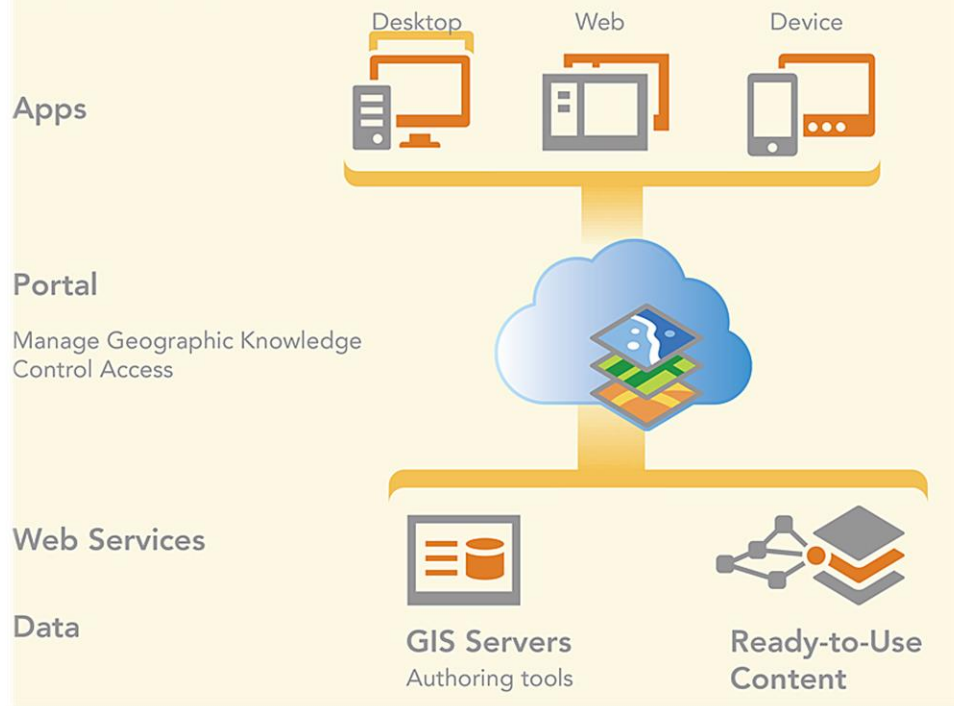 Desktop Web Device
Apps
Portal
Manage Geographic Knowledge
Control Access
Web Services
Data
GIS Servers
Authoring tools
Ready-to-Use
Content